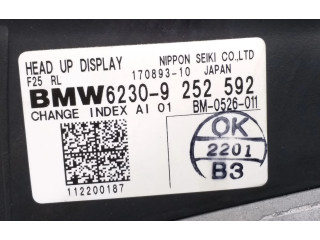 HEAD UP DISPLAY NIPPON SEIKI CO.,LTD
F25 RL 170893-10 JAPAN
BMW 6230-9 252 592
CHANGE INDEX AI 01 BM-0526-011
OK
2201
B3
112200187